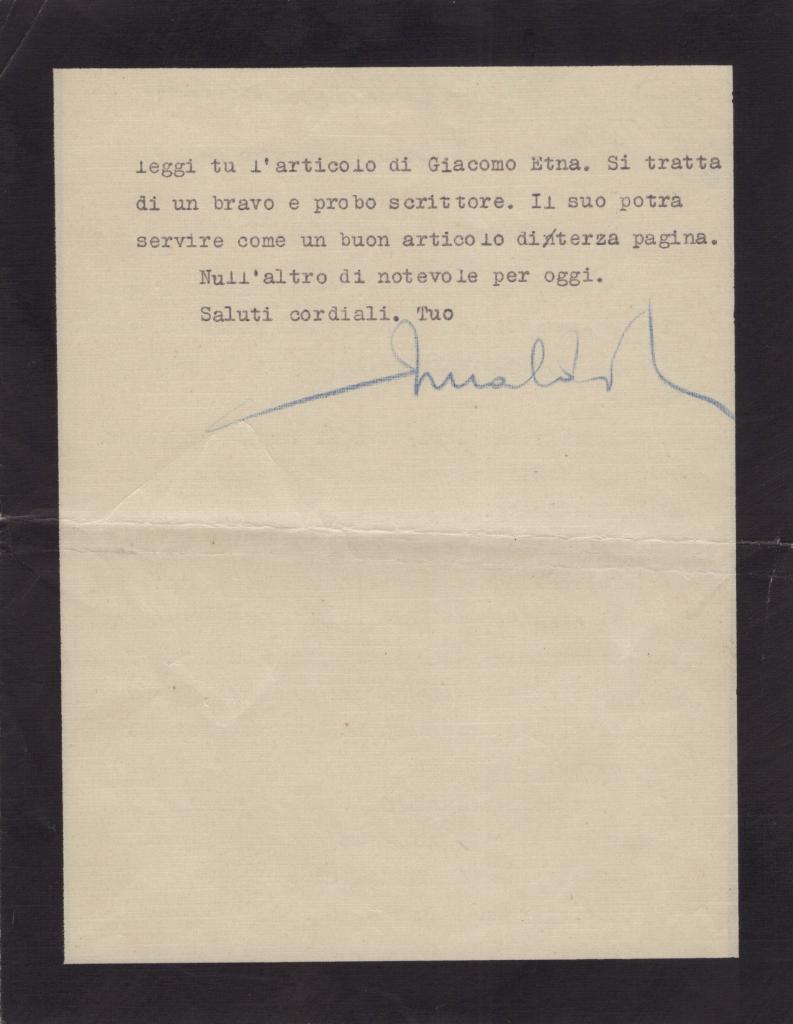 leggi tu l'articolo di Giacomo Etna. Si tratta
di un bravo e probo scrittore. Il suo potrà
servire come un buon articolo di terza pagina.
Null'altro di notevole per oggi.
Saluti cordiali. Tuo